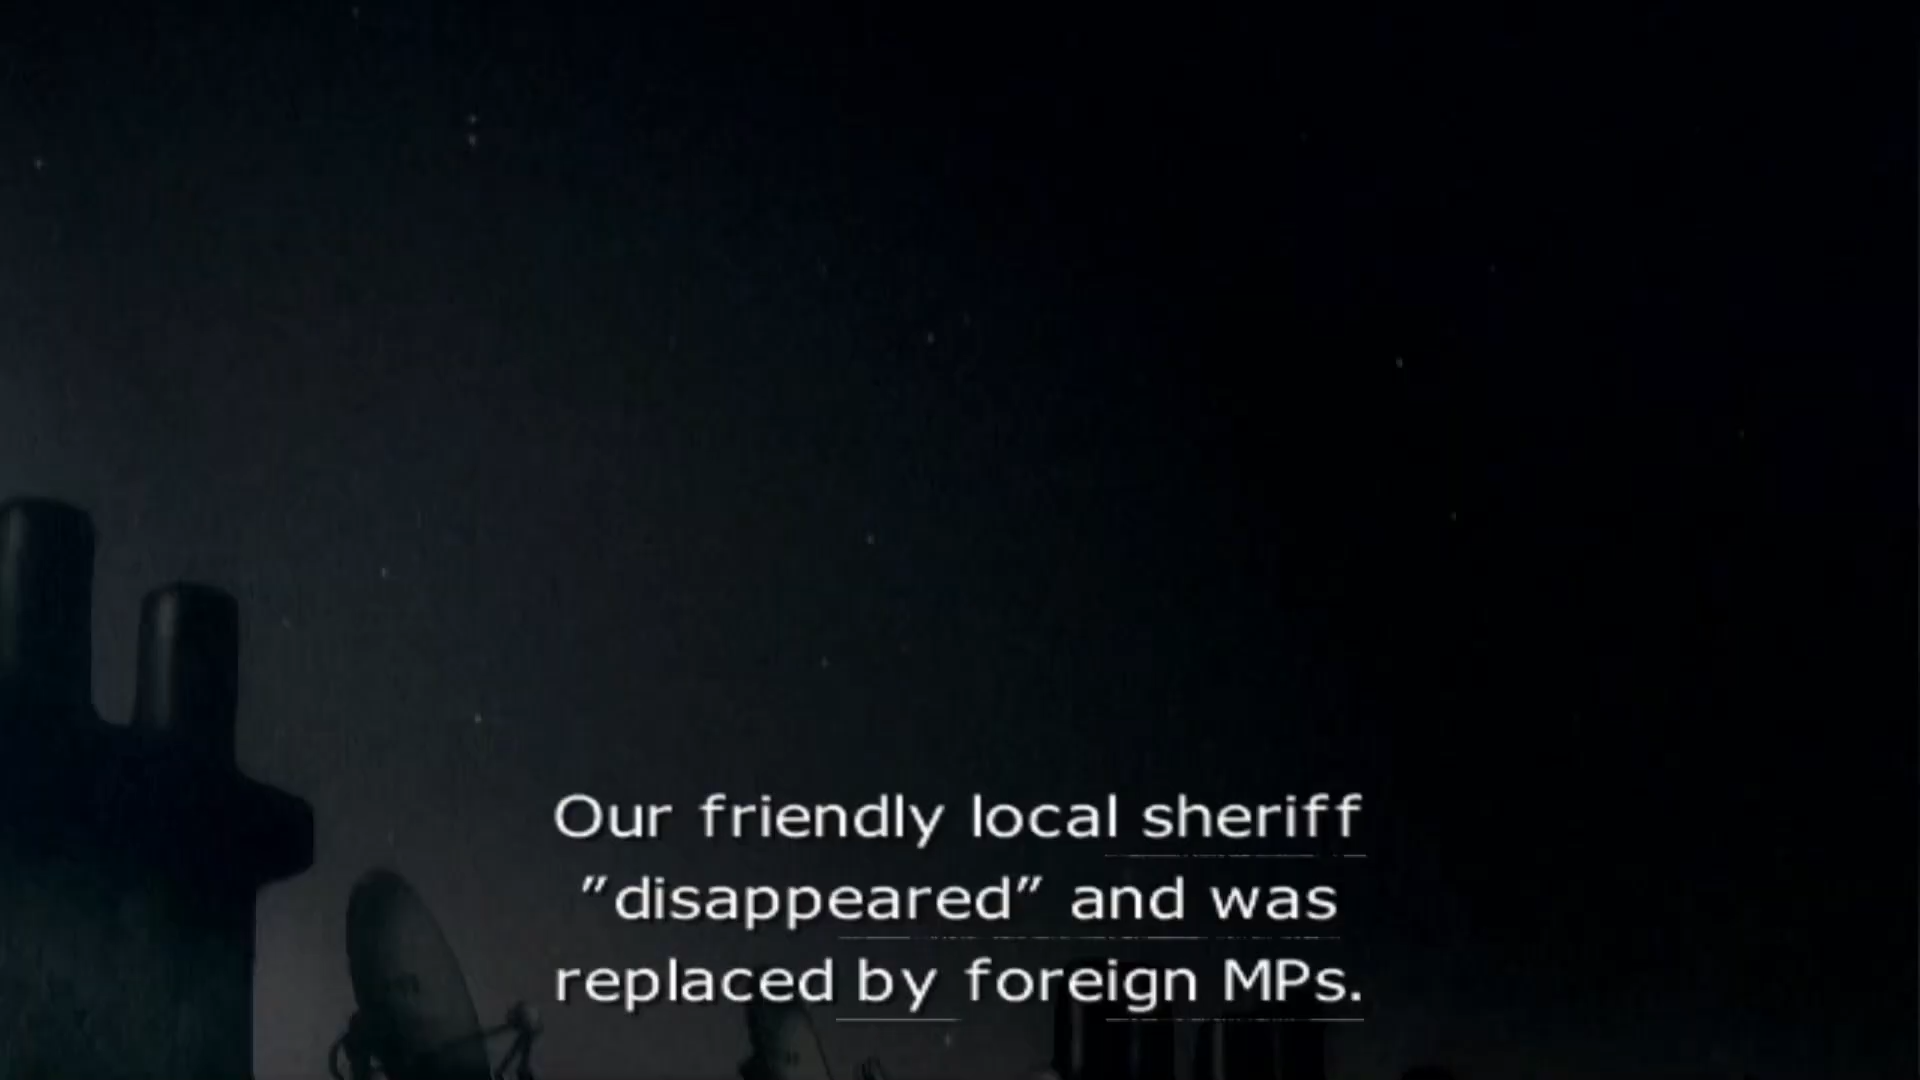 Our friendly local sheriff
"disappeared" and was
replaced by foreign MPs.